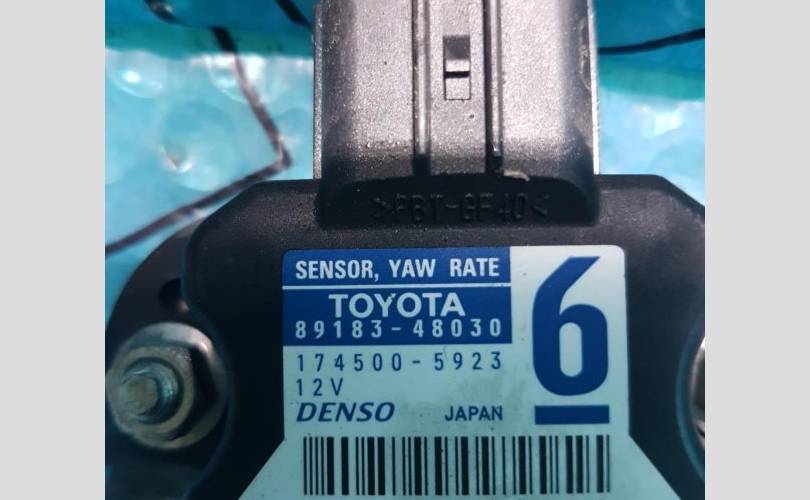 >PBT-GF40<
SENSOR, YAW RATE
TOYOTA
89183-48030
6
174500-5923
12V
DENSO JAPAN